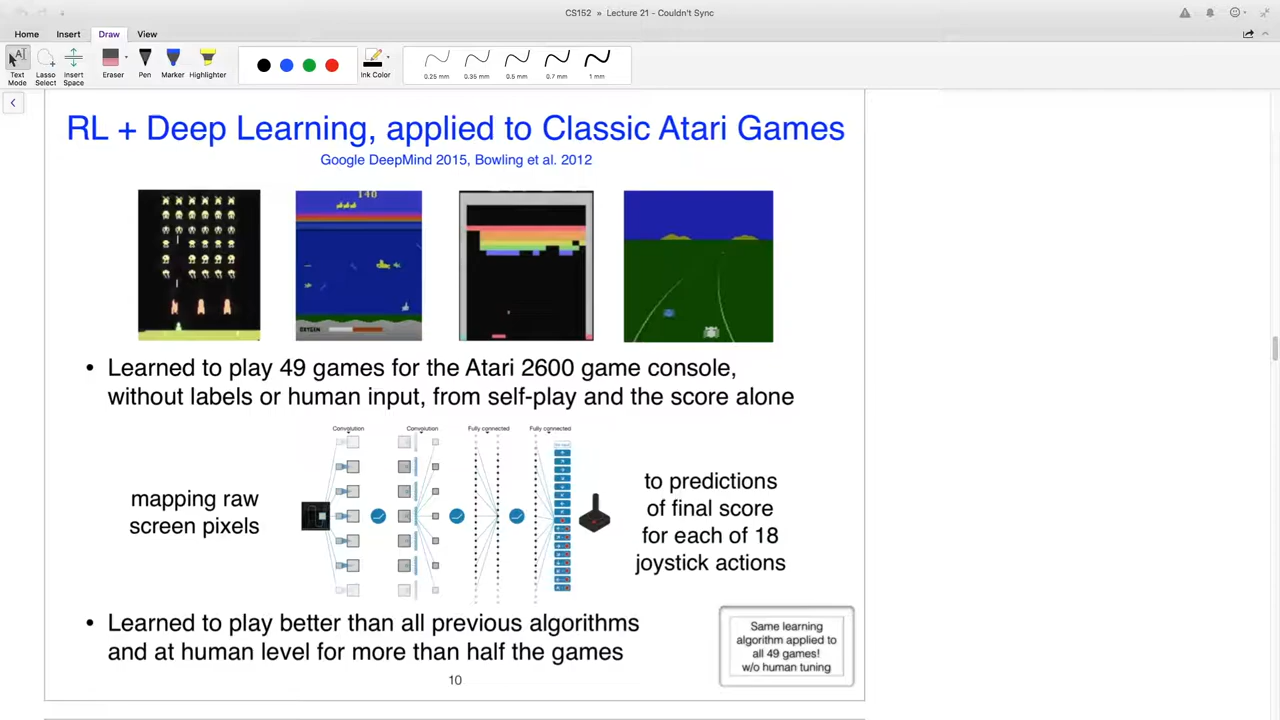 CS152 » Lecture 21 - Couldn't Sync
Home Insert Draw View
Text Mode
Lasso Select
Insert Space
Eraser
Pen
Marker
Highlighter
Ink Color
0.25 mm
0.35 mm
0.5 mm
0.7 mm
1 mm
RL + Deep Learning, applied to Classic Atari Games
Google DeepMind 2015, Bowling et al. 2012
140
OXYGEN
• Learned to play 49 games for the Atari 2600 game console,
without labels or human input, from self-play and the score alone
Convolution Convolution Fully connected Fully connected
mapping raw
screen pixels
to predictions
of final score
for each of 18
joystick actions
• Learned to play better than all previous algorithms
and at human level for more than half the games
Same learning
algorithm applied to
all 49 games!
w/o human tuning
10